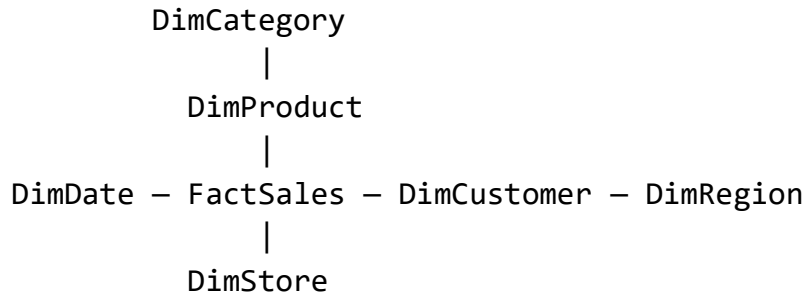 DimCategory
|
DimProduct
|
DimDate — FactSales — DimCustomer — DimRegion
|
DimStore